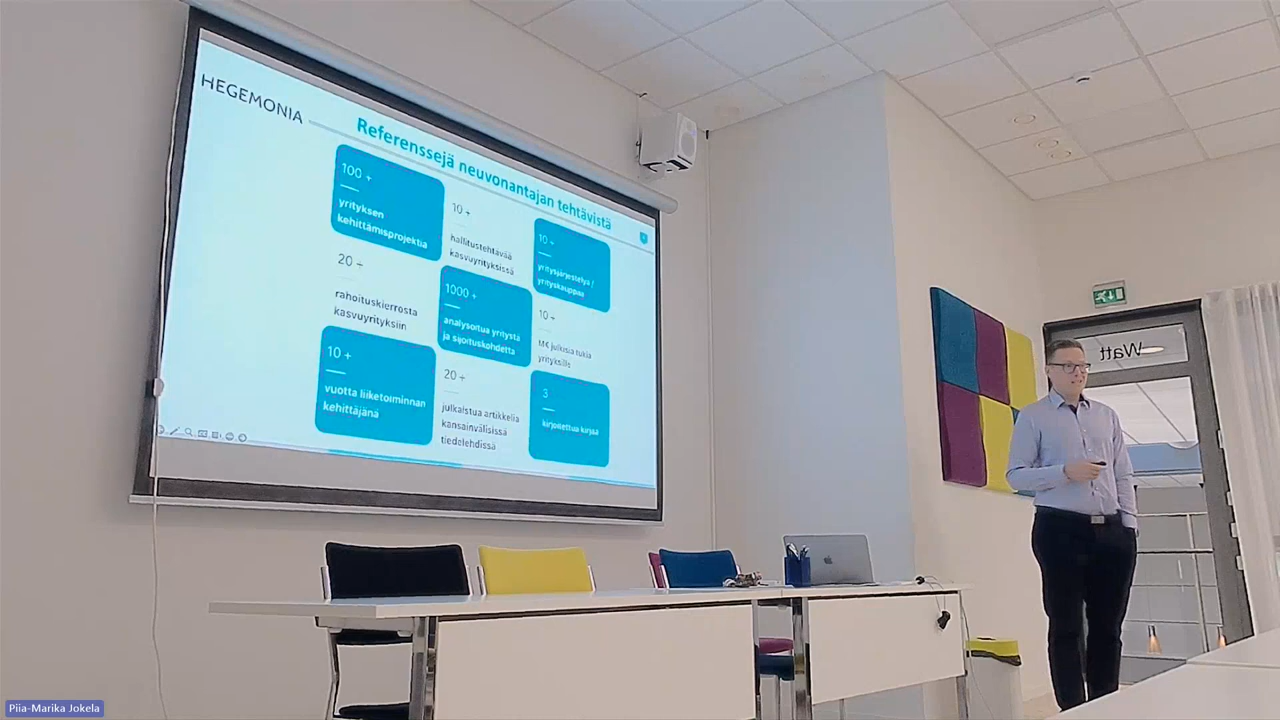 HEGEMONIA
Referenssejä neuvonantajan tehtävistä
100 +
yrityksen
kehittämisprojektia
10 +
hallitustehtävää
kasvuyrityksissä
10 +
yritysjärjestelyä /
yrityskauppaa
20 +
rahoituskierrosta
kasvuyrityksiin
1000 +
analysoitua yritystä
ja sijoituskohdetta
10 +
M€ julkisia tukia
yrityksille
10 +
vuotta liiketoiminnan
kehittäjänä
20 +
julkaistua artikkelia
kansainvälisissä
tiedelehdissä
3
kirjoitettua kirjaa
Watt
Piia-Marika Jokela